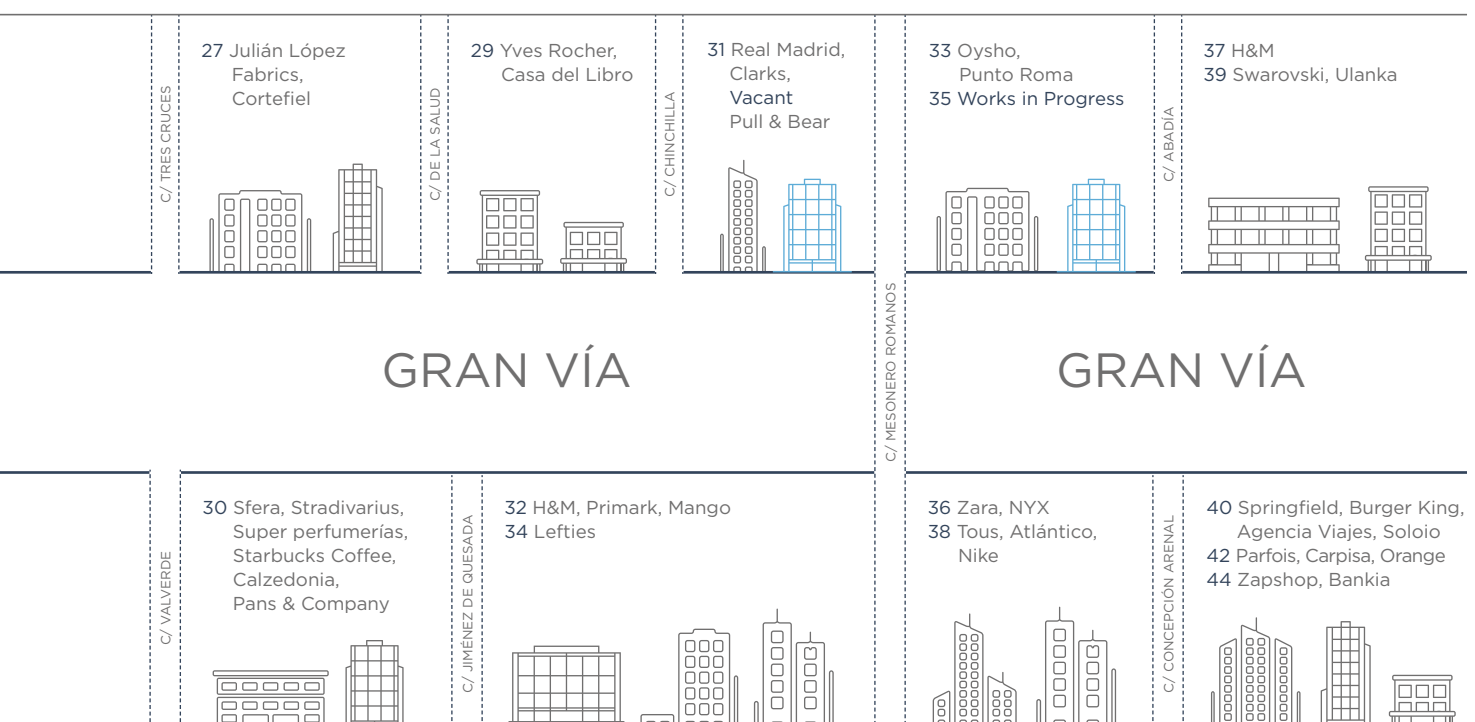 27 Julián López
Fabrics,
Cortefiel
29 Yves Rocher,
Casa del Libro
31 Real Madrid,
Clarks,
Vacant
Pull & Bear
33 Oysho,
Punto Roma
35 Works in Progress
37 H&M
39 Swarovski, Ulanka
C/ TRES CRUCES
C/ DE LA SALUD
C/ CHINCHILLA
C/ ABADÍA
GRAN VÍA
C/ MESONERO ROMANOS
GRAN VÍA
30 Sfera, Stradivarius,
Super perfumerías,
Starbucks Coffee,
Calzedonia,
Pans & Company
32 H&M, Primark, Mango
34 Lefties
36 Zara, NYX
38 Tous, Atlántico,
Nike
40 Springfield, Burger King,
Agencia Viajes, Soloio
42 Parfois, Carpisa, Orange
44 Zapshop, Bankia
C/ VALVERDE
C/ JIMÉNEZ DE QUESADA
C/ CONCEPCIÓN ARENAL